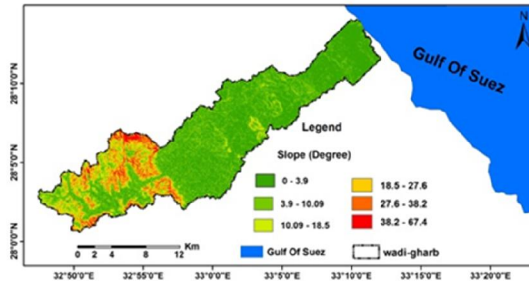 N
Gulf Of Suez
28°10'0"N
28°5'0"N
28°0'0"N
Legend
Slope (Degree)
0 - 3.9
3.9 - 10.09
10.09 - 18.5
18.5 - 27.6
27.6 - 38.2
38.2 - 67.4
Gulf Of Suez
wadi-gharb
0 2 4 8 12 Km
32°50'0"E
32°55'0"E
33°0'0"E
33°5'0"E
33°10'0"E
33°15'0"E
33°20'0"E